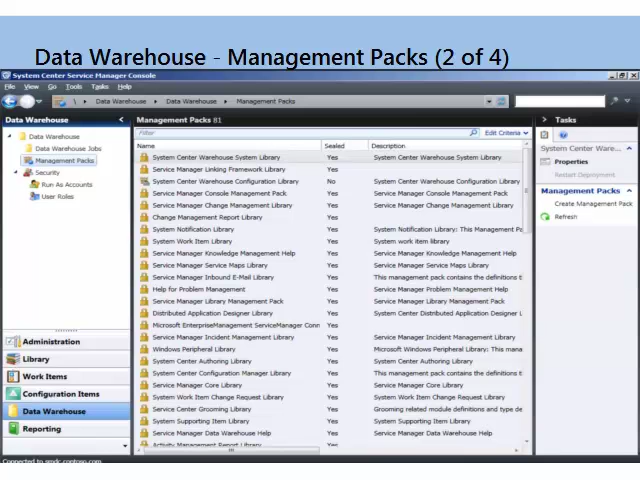 Data Warehouse - Management Packs (2 of 4)
System Center Service Manager Console
File View Go Tools Tasks Help
\ Data Warehouse Data Warehouse Management Packs
Data Warehouse <
Data Warehouse
Data Warehouse Jobs
Management Packs
Security
Run As Accounts
User Roles
Administration
Library
Work Items
Configuration Items
Data Warehouse
Reporting
Connected to smdc.contoso.com
Management Packs 81
Filter Edit Criteria
Name Sealed Description
System Center Warehouse System Library Yes System Center Warehouse System Library
Service Manager Linking Framework Library Yes
System Center Warehouse Configuration Library No System Center Warehouse Configuration Library
Service Manager Console Management Pack Yes Service Manager Console Management Pack
Service Manager Change Management Library Yes Service Manager Change Management Library
Change Management Report Library Yes
System Notification Library Yes System Notification Library: This Management Pa
System Work Item Library Yes System work item library
Service Manager Knowledge Management Help Yes Service Manager Knowledge Management Help
Service Manager Service Maps Library Yes Service Manager Service Maps Library
Service Manager Inbound E-Mail Library Yes This management pack contains the definitions t
Help for Problem Management Yes Service Manager Problem Management Help
Service Manager Library Management Pack Yes Service Manager Library Management Pack
Distributed Application Designer Library Yes System Center Distributed Application Designer L
Microsoft EnterpriseManagement ServiceManager Conn Yes
Service Manager Incident Management Library Yes Service Manager Incident Management Library
Windows Peripheral Library Yes Microsoft Windows Peripheral Library: This mana
System Center Authoring Library Yes System Center Authoring Library
System Center Configuration Manager Library Yes This management pack contains the definitions t
Service Manager Core Library Yes Service Manager Core Library
System Work Item Change Request Library Yes System Work Item Change Request Library
Service Center Grooming Library Yes Grooming related module definitions and type de
System Supporting Item Library Yes System Supporting Item Library
Service Manager Data Warehouse Help Yes Service Manager Data Warehouse Help
Activity Management Report Library Yes
> Tasks
System Center Ware...
Properties
Restart Deployment
Management Packs
Create Management Pack
Refresh